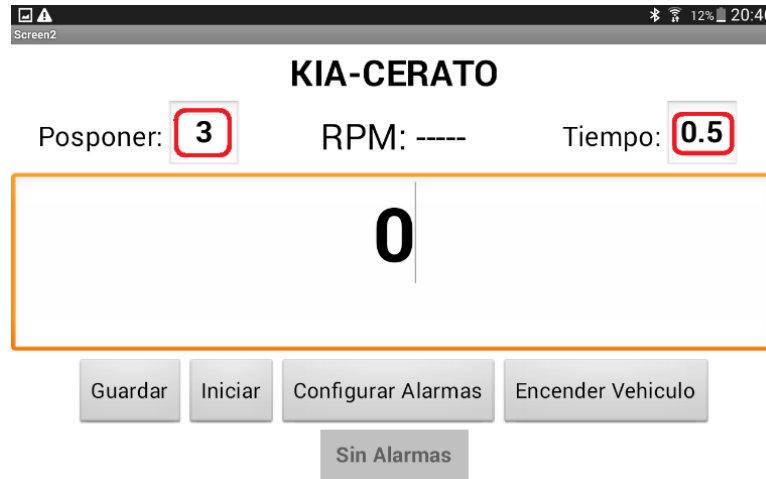 12% 20:4
Screen2
KIA-CERATO
Posponer: 3 RPM: ----- Tiempo: 0.5
0
Guardar Iniciar Configurar Alarmas Encender Vehiculo
Sin Alarmas